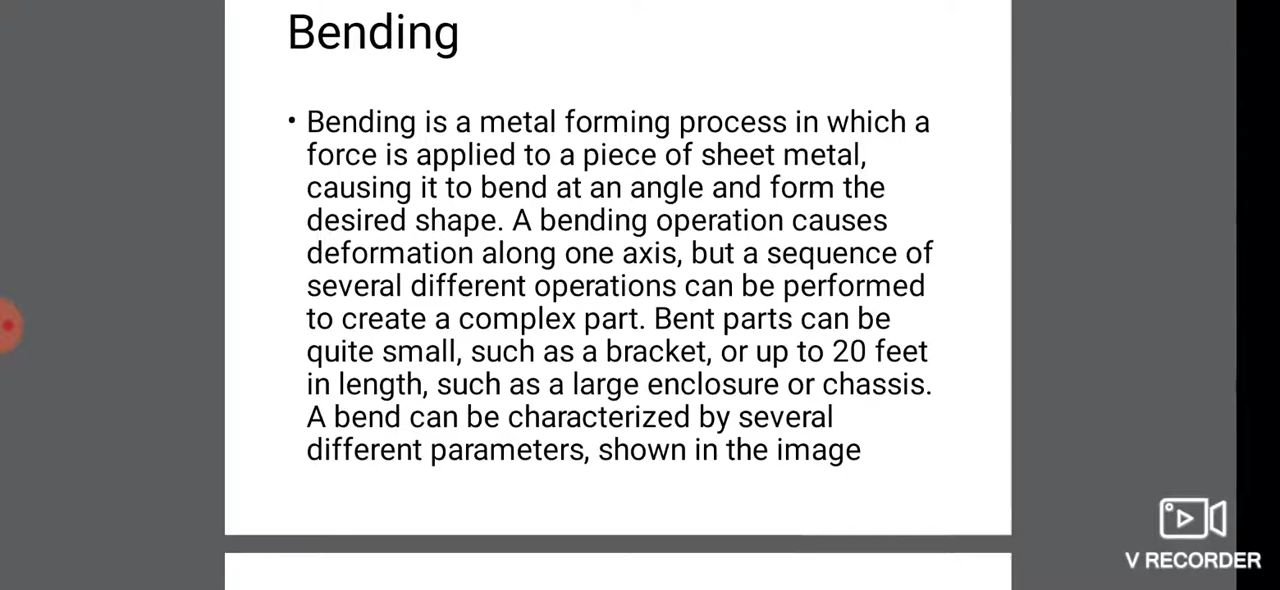 Bending
• Bending is a metal forming process in which a
force is applied to a piece of sheet metal,
causing it to bend at an angle and form the
desired shape. A bending operation causes
deformation along one axis, but a sequence of
several different operations can be performed
to create a complex part. Bent parts can be
quite small, such as a bracket, or up to 20 feet
in length, such as a large enclosure or chassis.
A bend can be characterized by several
different parameters, shown in the image
V RECORDER